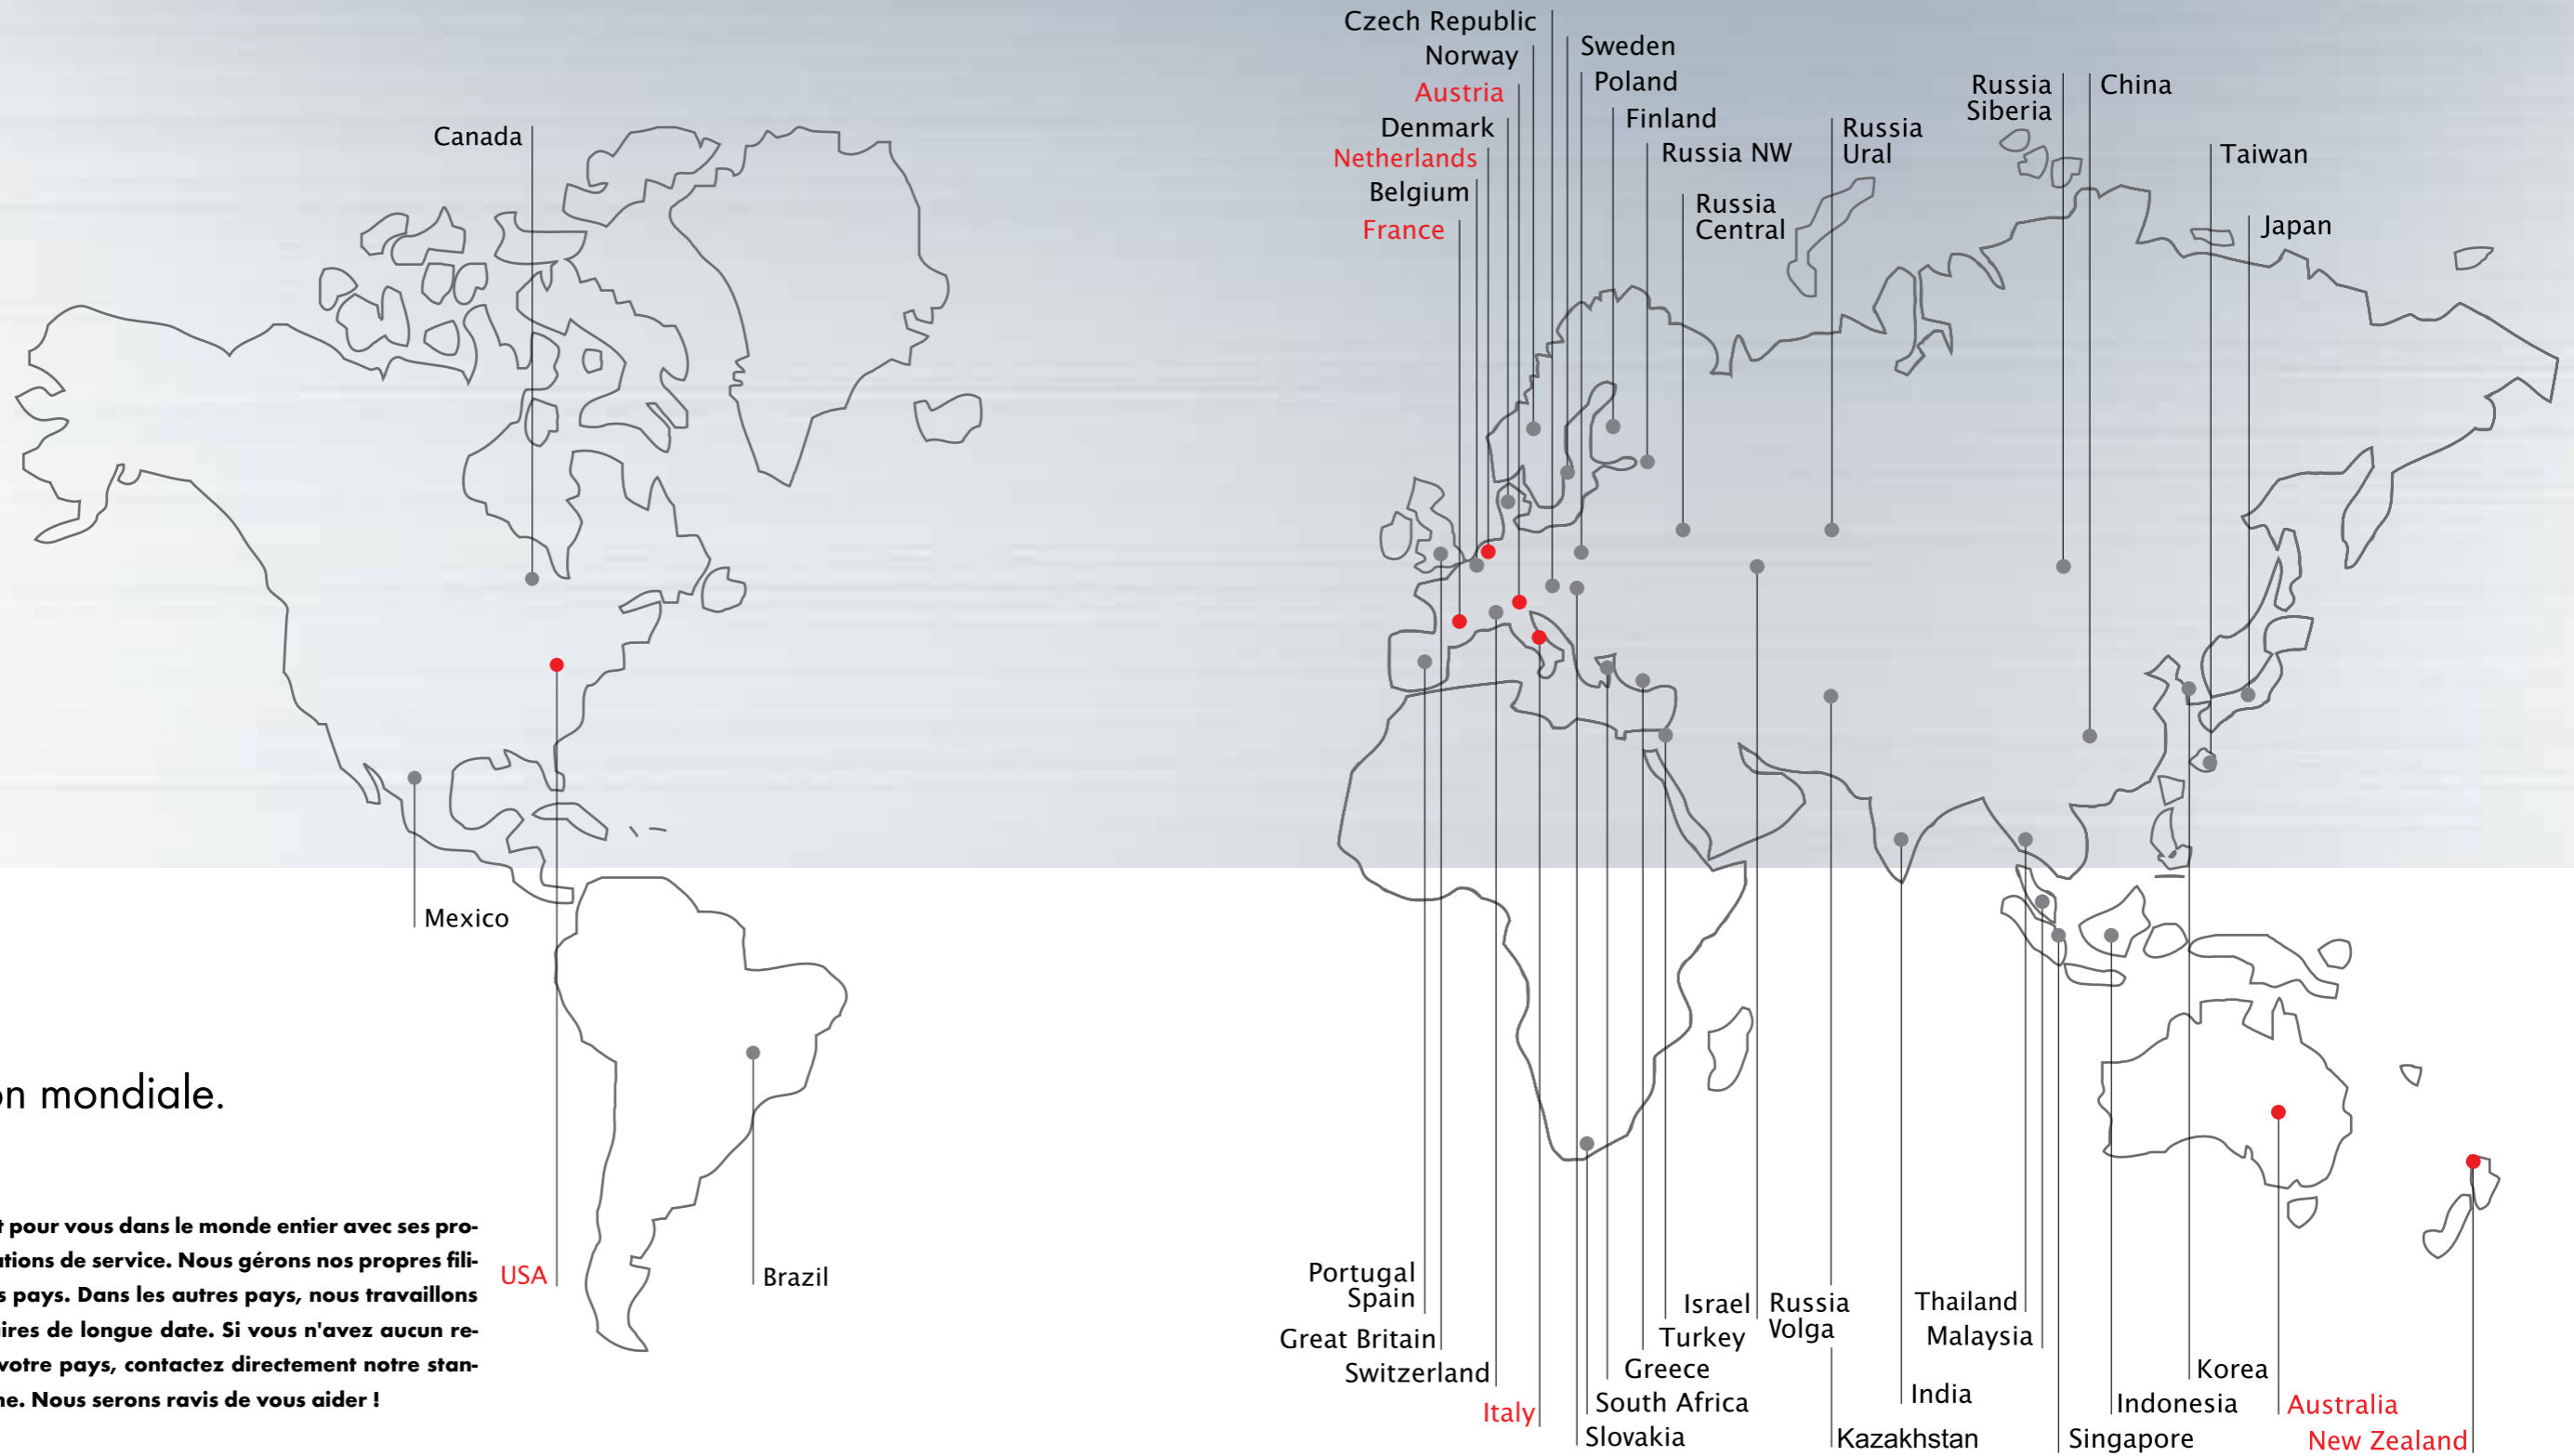 Czech Republic
Norway
Austria
Denmark
Netherlands
Belgium
France
Sweden
Poland
Finland
Russia NW
Russia
Central
Russia
Ural
Russia
Siberia
China
Taiwan
Japan
Canada
Mexico
USA
Brazil
mondiale.
pour vous dans le monde entier avec ses pro-
de service. Nous gérons nos propres fili-
pays. Dans les autres pays, nous travaillons
de longue date. Si vous n'avez aucun re-
votre pays, contactez directement notre stan-
Nous serons ravis de vous aider !
Portugal
Spain
Great Britain
Switzerland
Italy
Israel
Turkey
Greece
South Africa
Slovakia
Russia
Volga
Kazakhstan
India
Thailand
Malaysia
Singapore
Indonesia
Korea
Australia
New Zealand